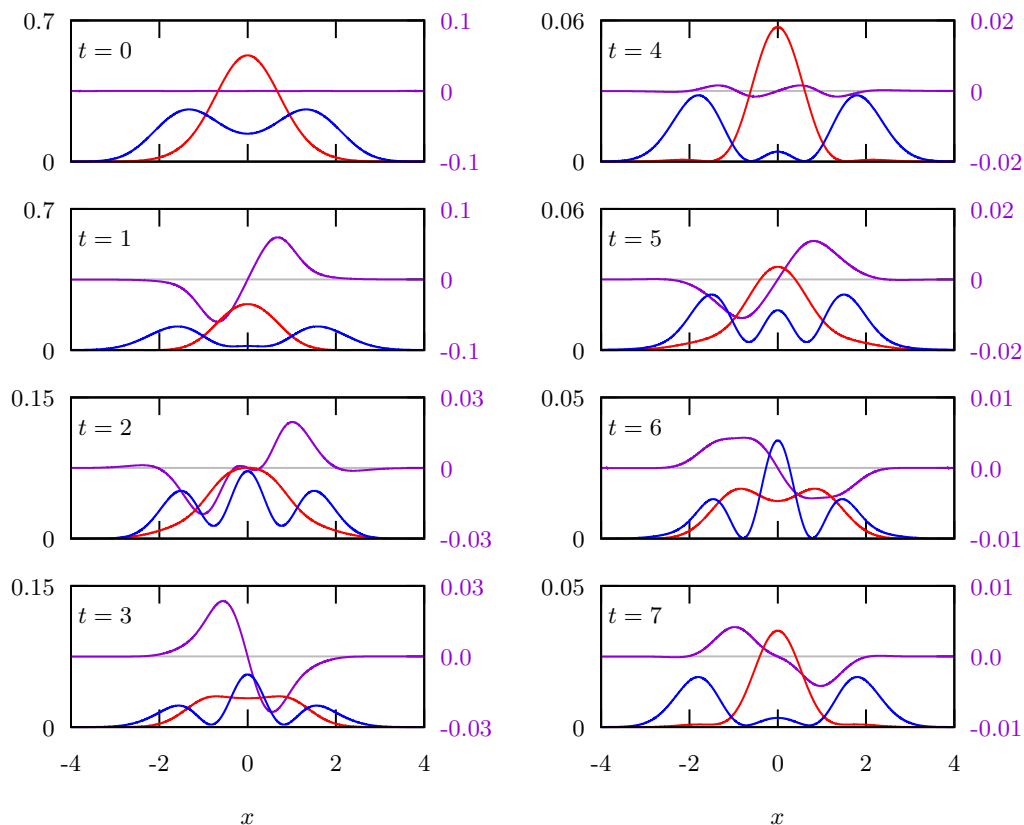 0.7 0.1 0.06 0.02
t = 0 t = 4
0 0
0 -0.1 0 -0.02
0.7 0.1 0.06 0.02
t = 1 t = 5
0 0
0 -0.1 0 -0.02
0.15 0.03 0.05 0.01
t = 2 t = 6
0 0.0
0 -0.03 0 -0.01
0.15 0.03 0.05 0.01
t = 3 t = 7
0.0 0.0
0 -0.03 0 -0.01
-4 -2 0 2 4 -4 -2 0 2 4
x x